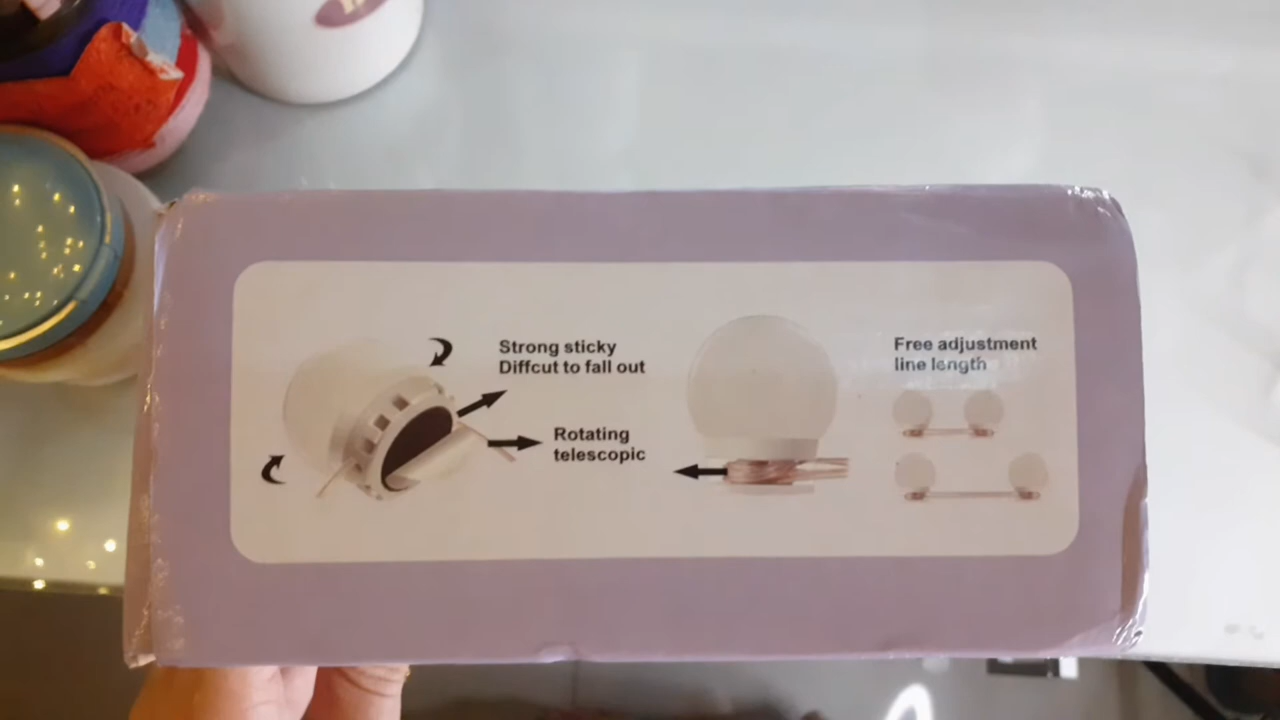 Strong sticky
Diffcut to fall out
Rotating
telescopic
Free adjustment
line length